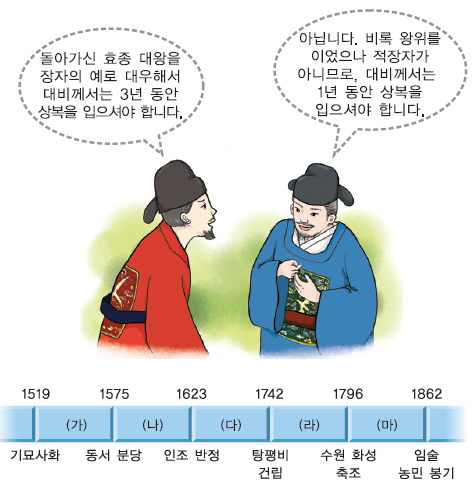 돌아가신 효종 대왕을
장자의 예로 대우해서
대비께서는 3년 동안
상복을 입으셔야 합니다.
아닙니다. 비록 왕위를
이었으나 적장자가
아니므로, 대비께서는
1년 동안 상복을
입으셔야 합니다.
1519 1575 1623 1742 1796 1862
(가) (나) (다) (라) (마)
기묘사화 동서 분당 인조 반정 탕평비 수원 화성 임술
건립 축조 농민 봉기